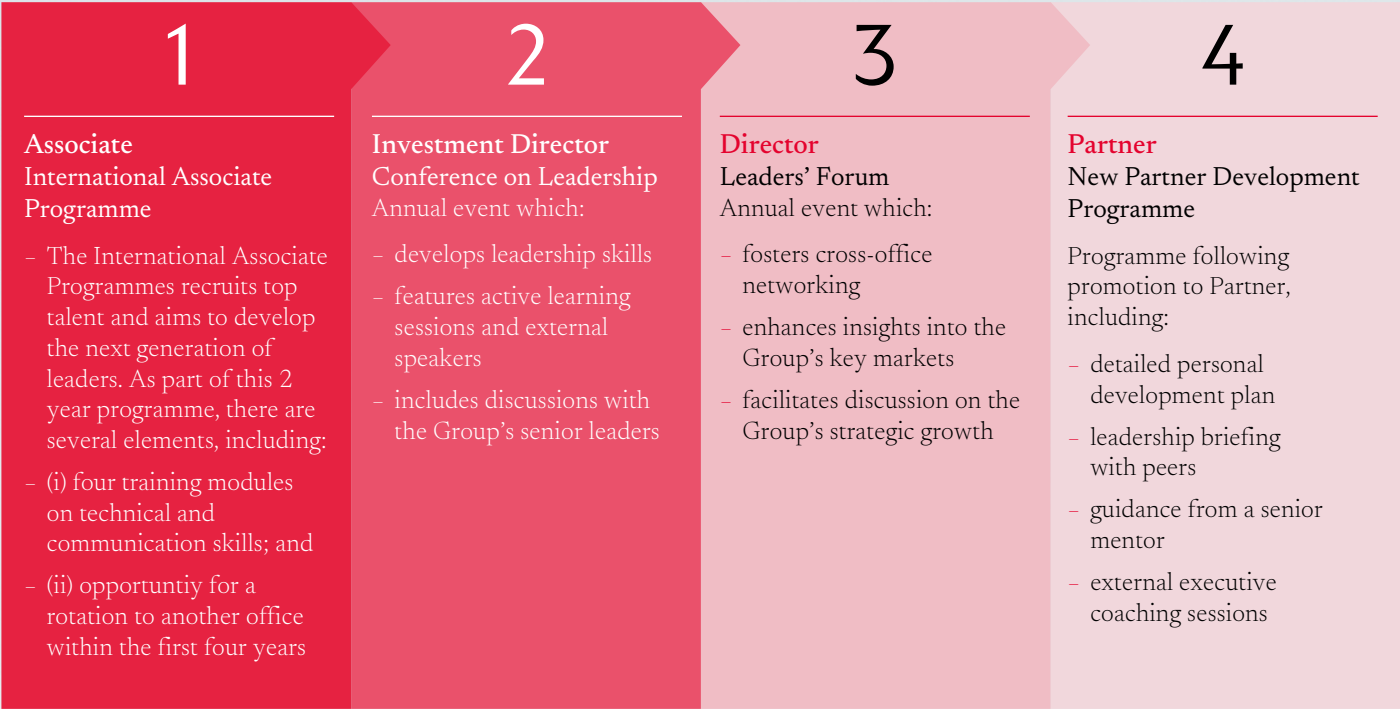 1
Associate
International Associate
Programme
– The International Associate
Programmes recruits top
talent and aims to develop
the next generation of
leaders. As part of this 2
year programme, there are
several elements, including:
– (i) four training modules
on technical and
communication skills; and
– (ii) opportuntiy for a
rotation to another office
within the first four years
2
Investment Director
Conference on Leadership
Annual event which:
– develops leadership skills
– features active learning
sessions and external
speakers
– includes discussions with
the Group’s senior leaders
3
Director
Leaders’ Forum
Annual event which:
– fosters cross-office
networking
– enhances insights into the
Group’s key markets
– facilitates discussion on the
Group’s strategic growth
4
Partner
New Partner Development
Programme
Programme following
promotion to Partner,
including:
– detailed personal
development plan
– leadership briefing
with peers
– guidance from a senior
mentor
– external executive
coaching sessions